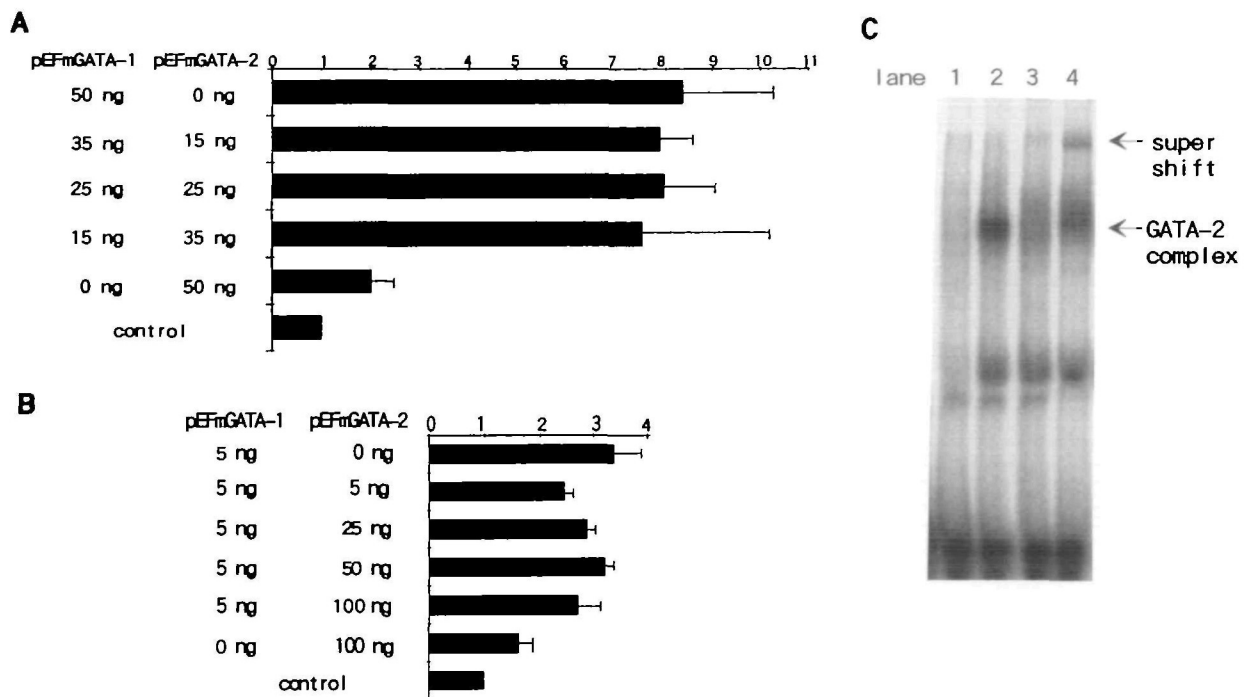 A
pEFmGATA-1 pEFmGATA-2
0 1 2 3 4 5 6 7 8 9 10 11
50 ng 0 ng
35 ng 15 ng
25 ng 25 ng
15 ng 35 ng
0 ng 50 ng
control
B
pEFmGATA-1 pEFmGATA-2
0 1 2 3 4
5 ng 0 ng
5 ng 5 ng
5 ng 25 ng
5 ng 50 ng
5 ng 100 ng
0 ng 100 ng
control
C
lane 1 2 3 4
super
shift
GATA-2
complex